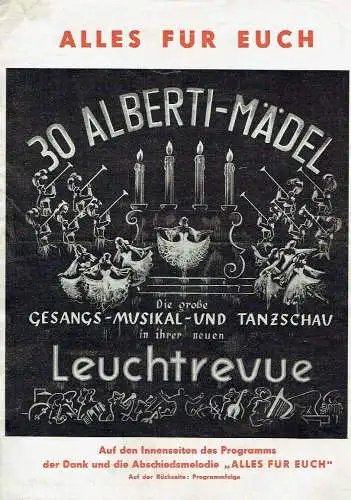 ALLES FUR EUCH
30 ALBERTI-MÄDEL
Die große
GESANGS-MUSIKAL-UND TANZSCHAU
in ihrer neuen
Leuchtrevue
Auf den Innenseiten des Programms
der Dank und die Abschiedsmelodie „ALLES FUR EUCH"
Auf der Rückseite: Programmfolge